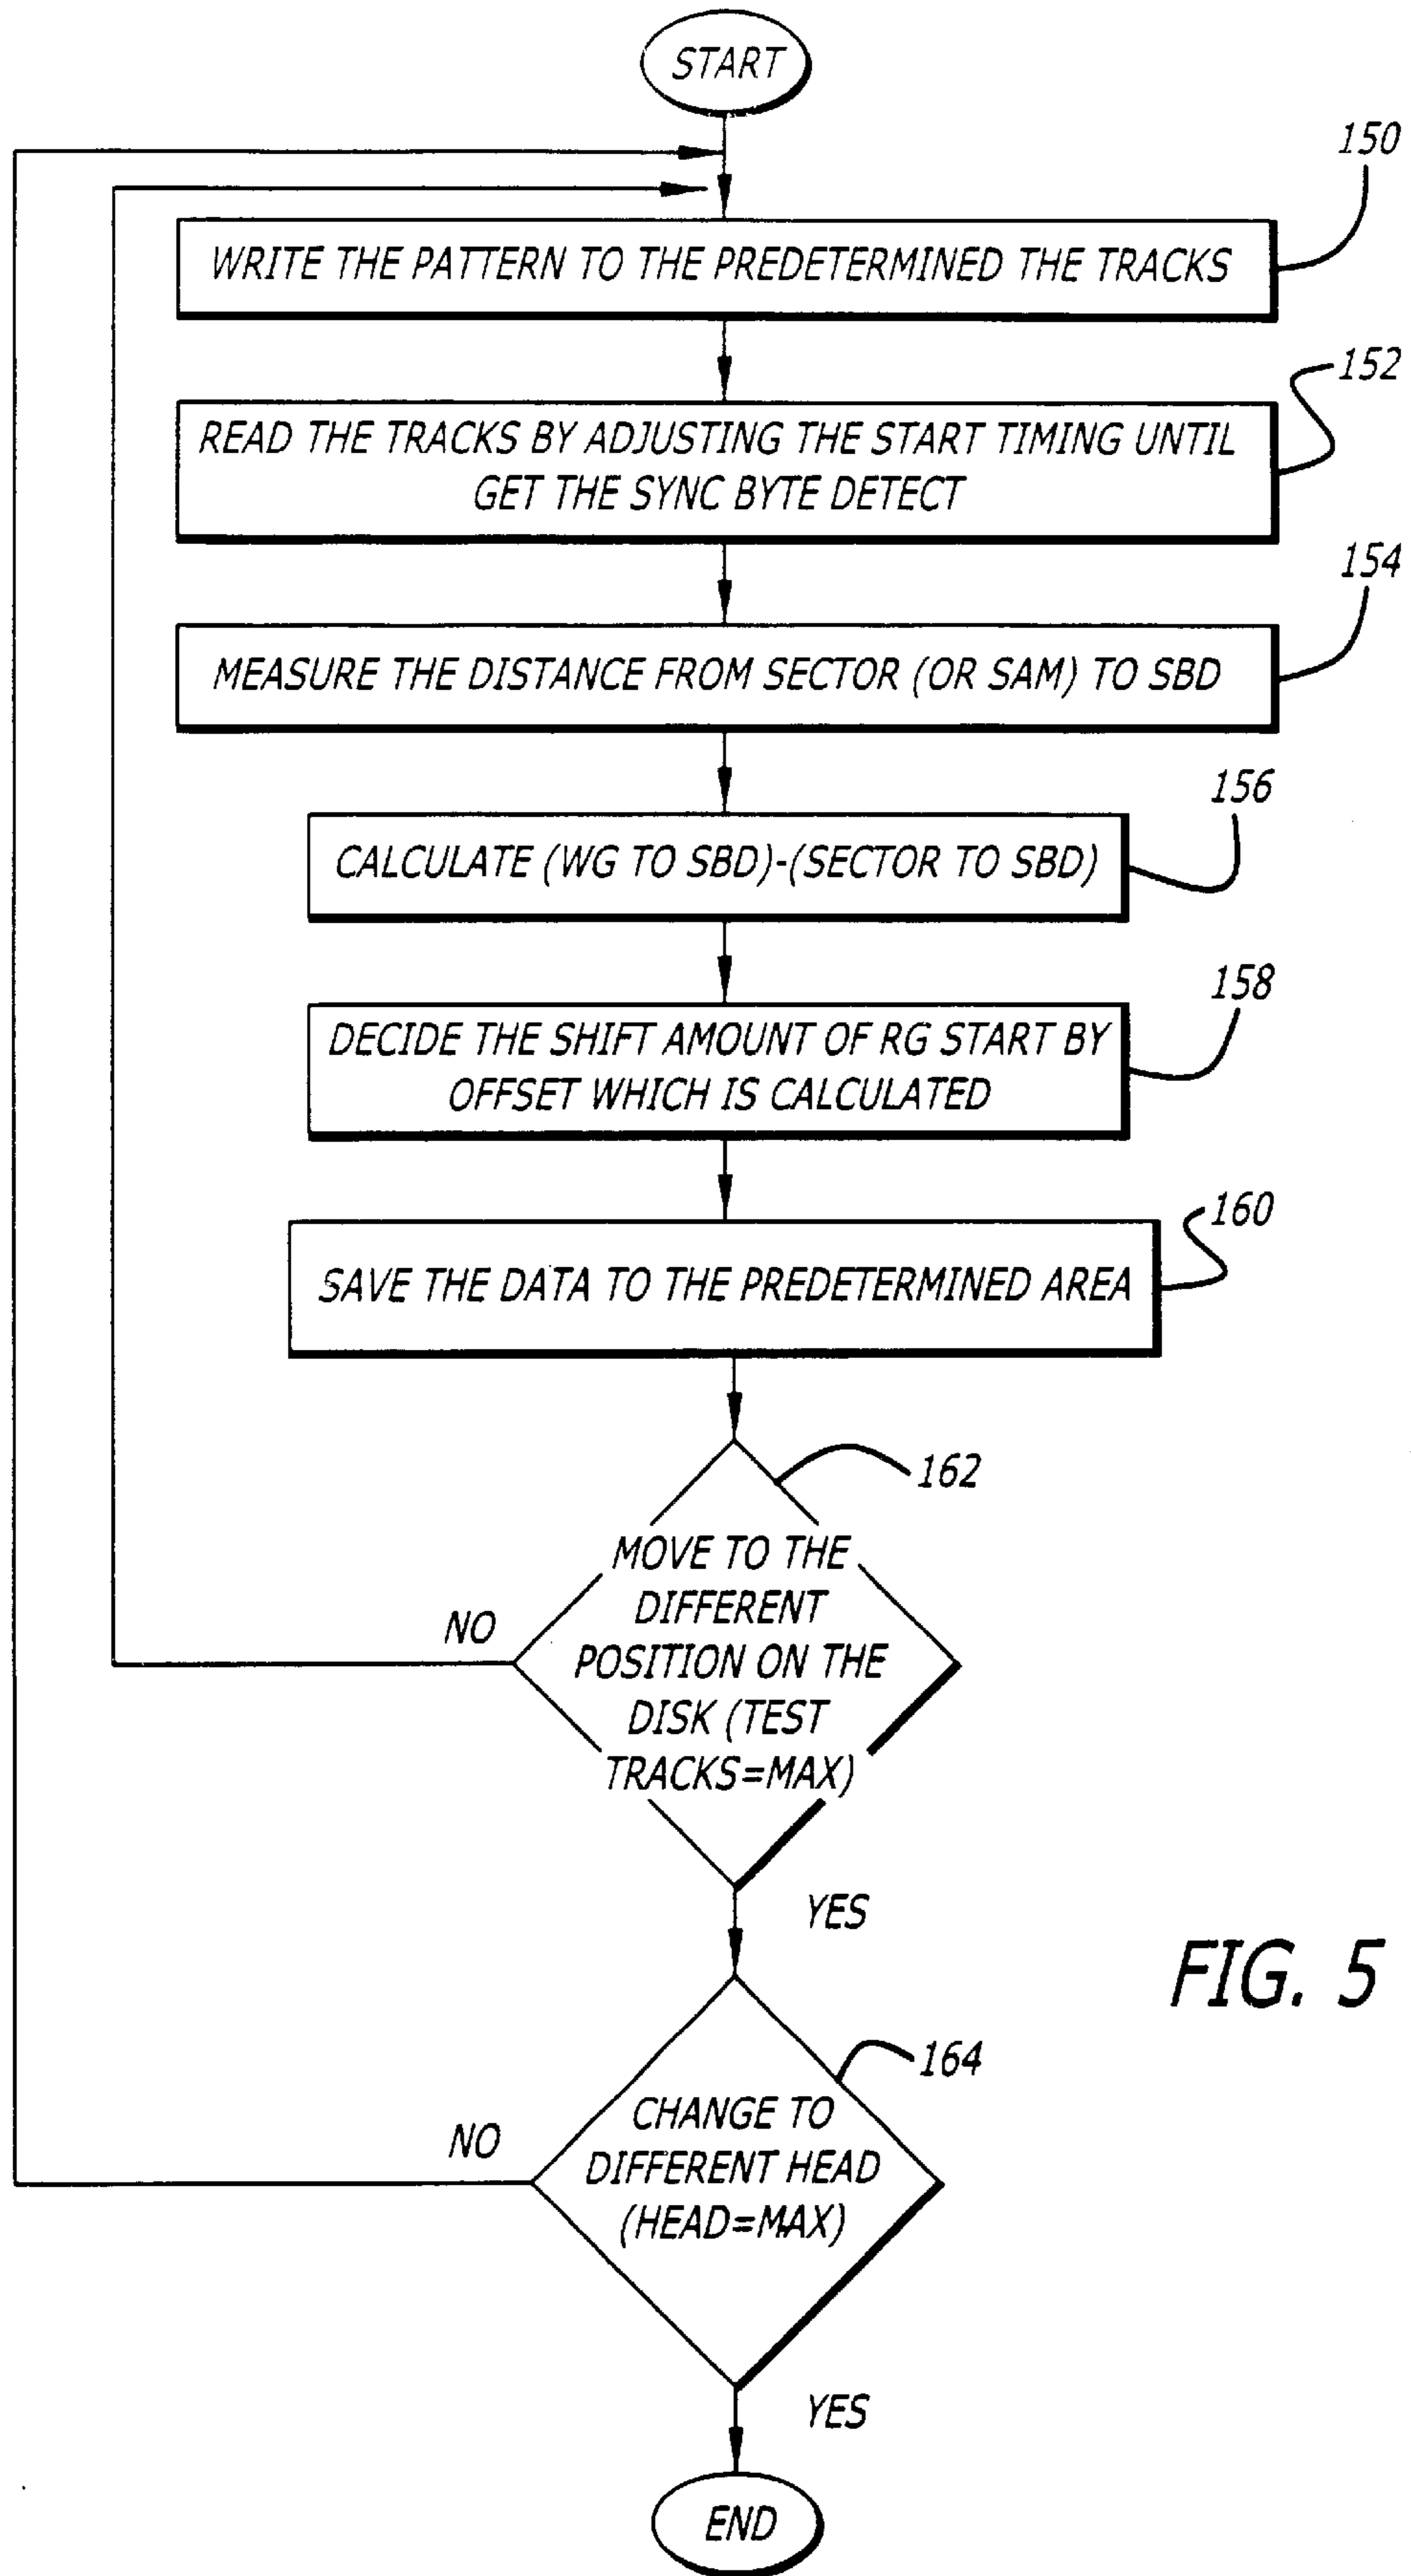 START
150
WRITE THE PATTERN TO THE PREDETERMINED THE TRACKS
152
READ THE TRACKS BY ADJUSTING THE START TIMING UNTIL
GET THE SYNC BYTE DETECT
154
MEASURE THE DISTANCE FROM SECTOR (OR SAM) TO SBD
156
CALCULATE (WG TO SBD)-(SECTOR TO SBD)
158
DECIDE THE SHIFT AMOUNT OF RG START BY
OFFSET WHICH IS CALCULATED
160
SAVE THE DATA TO THE PREDETERMINED AREA
162
MOVE TO THE
DIFFERENT
POSITION ON THE
DISK (TEST
TRACKS=MAX)
NO
YES
FIG. 5
164
CHANGE TO
DIFFERENT HEAD
(HEAD=MAX)
NO
YES
END